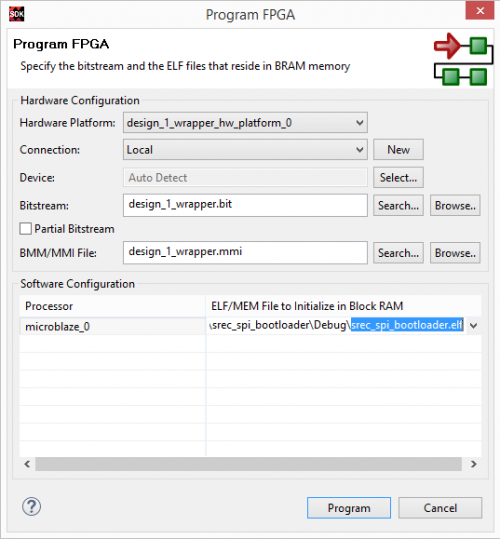 SDK
Program FPGA
Program FPGA
Specify the bitstream and the ELF files that reside in BRAM memory
Hardware Configuration
Hardware Platform: design_1_wrapper_hw_platform_0
Connection: Local New
Device: Auto Detect Select...
Bitstream: design_1_wrapper.bit Search... Browse..
Partial Bitstream
BMM/MMI File: design_1_wrapper.mmi Search... Browse..
Software Configuration
Processor ELF/MEM File to Initialize in Block RAM
microblaze_0 \srec_spi_bootloader\Debug\srec_spi_bootloader.elf
? Program Cancel